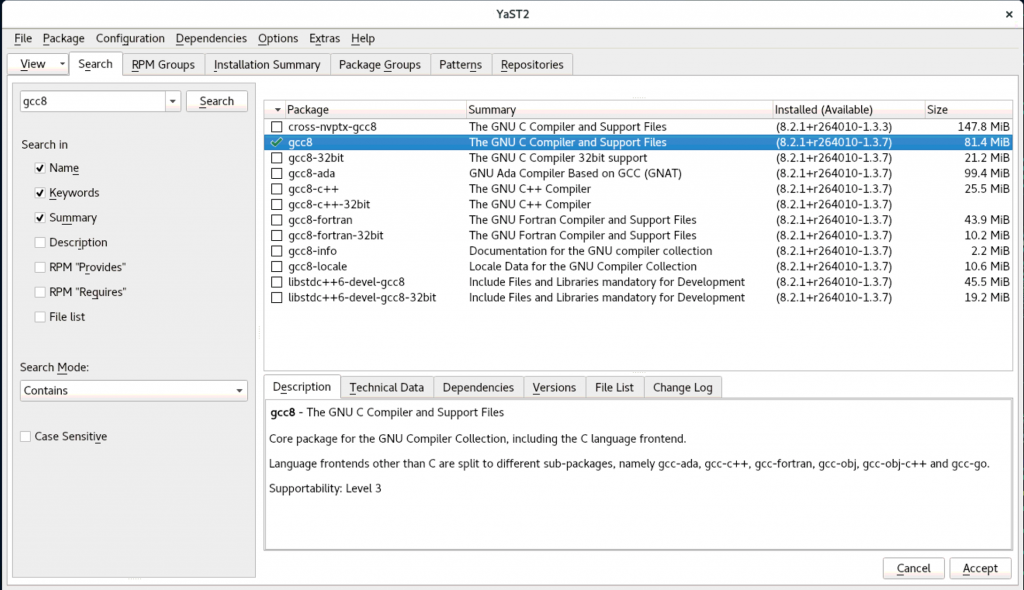 YaST2
File Package Configuration Dependencies Options Extras Help
View Search RPM Groups Installation Summary Package Groups Patterns Repositories
gcc8 Search
Search in
Name
Keywords
Summary
Description
RPM "Provides"
RPM "Requires"
File list
Search Mode:
Contains
Case Sensitive
Package Summary Installed (Available) Size
cross-nvptx-gcc8 The GNU C Compiler and Support Files (8.2.1+r264010-1.3.3) 147.8 MiB
gcc8 The GNU C Compiler and Support Files (8.2.1+r264010-1.3.7) 81.4 MiB
gcc8-32bit The GNU C Compiler 32bit support (8.2.1+r264010-1.3.7) 21.2 MiB
gcc8-ada GNU Ada Compiler Based on GCC (GNAT) (8.2.1+r264010-1.3.7) 99.4 MiB
gcc8-c++ The GNU C++ Compiler (8.2.1+r264010-1.3.7) 25.5 MiB
gcc8-c++-32bit The GNU C++ Compiler (8.2.1+r264010-1.3.7)
gcc8-fortran The GNU Fortran Compiler and Support Files (8.2.1+r264010-1.3.7) 43.9 MiB
gcc8-fortran-32bit The GNU Fortran Compiler and Support Files (8.2.1+r264010-1.3.7) 10.2 MiB
gcc8-info Documentation for the GNU compiler collection (8.2.1+r264010-1.3.7) 2.2 MiB
gcc8-locale Locale Data for the GNU Compiler Collection (8.2.1+r264010-1.3.7) 10.6 MiB
libstdc++6-devel-gcc8 Include Files and Libraries mandatory for Development (8.2.1+r264010-1.3.7) 45.5 MiB
libstdc++6-devel-gcc8-32bit Include Files and Libraries mandatory for Development (8.2.1+r264010-1.3.7) 19.2 MiB
Description Technical Data Dependencies Versions File List Change Log
gcc8 - The GNU C Compiler and Support Files
Core package for the GNU Compiler Collection, including the C language frontend.
Language frontends other than C are split to different sub-packages, namely gcc-ada, gcc-c++, gcc-fortran, gcc-obj, gcc-obj-c++ and gcc-go.
Supportability: Level 3
Cancel Accept